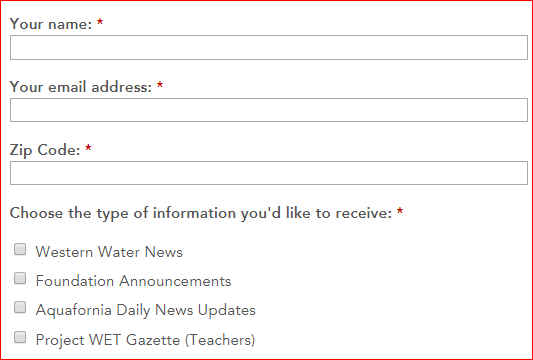 Your name: *
Your email address: *
Zip Code: *
Choose the type of information you'd like to receive: *
Western Water News
Foundation Announcements
Aquafornia Daily News Updates
Project WET Gazette (Teachers)